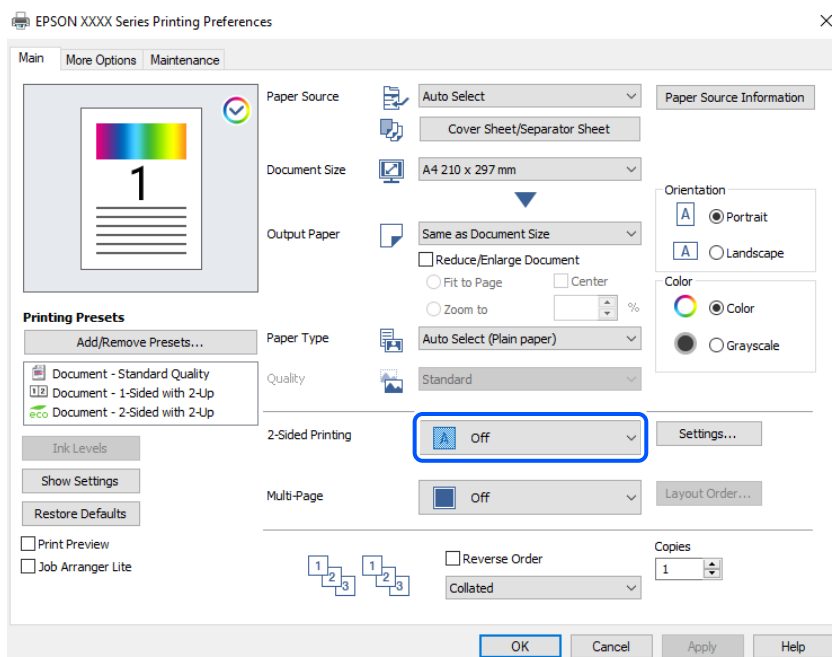 EPSON XXXX Series Printing Preferences
Main More Options Maintenance
1
Printing Presets
Add/Remove Presets...
Document - Standard Quality
1 2 Document - 1-Sided with 2-Up
eco Document - 2-Sided with 2-Up
Ink Levels
Show Settings
Restore Defaults
Print Preview
Job Arranger Lite
Paper Source Auto Select Paper Source Information
Cover Sheet/Separator Sheet
Document Size A4 210 x 297 mm
Output Paper Same as Document Size
Reduce/Enlarge Document
Fit to Page Center
Zoom to %
Paper Type Auto Select (Plain paper)
Quality Standard
Orientation
A Portrait
A Landscape
Color
Color
Grayscale
2-Sided Printing A Off Settings...
Multi-Page Off Layout Order...
1 2 3 1 2 3
Reverse Order
Collated
Copies
1
OK Cancel Apply Help